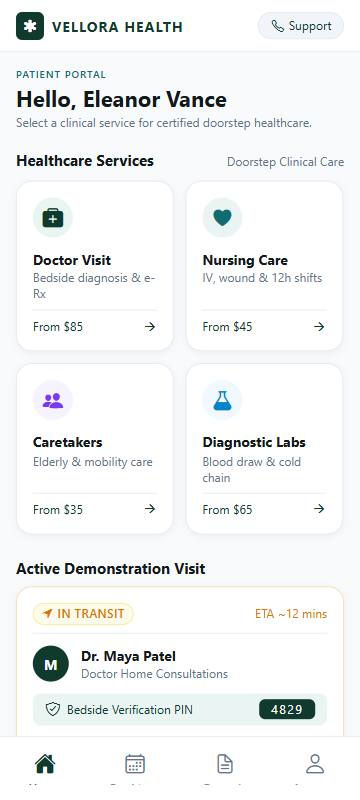 VELLORA HEALTH
Support
PATIENT PORTAL
Hello, Eleanor Vance
Select a clinical service for certified doorstep healthcare.
Healthcare Services
Doorstep Clinical Care
Doctor Visit
Bedside diagnosis & e-
Rx
From $85
Nursing Care
IV, wound & 12h shifts
From $45
Caretakers
Elderly & mobility care
From $35
Diagnostic Labs
Blood draw & cold
chain
From $65
Active Demonstration Visit
IN TRANSIT
ETA ~12 mins
M
Dr. Maya Patel
Doctor Home Consultations
Bedside Verification PIN
4829